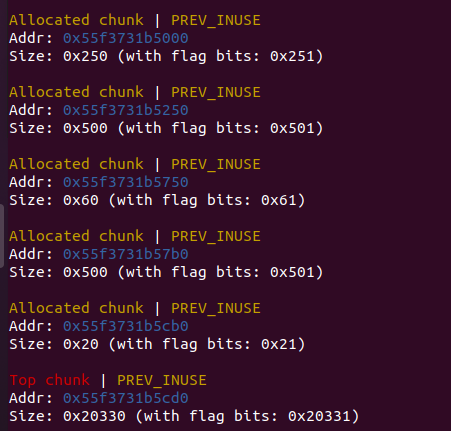 Allocated chunk | PREV_INUSE
Addr: 0x55f3731b5000
Size: 0x250 (with flag bits: 0x251)
Allocated chunk | PREV_INUSE
Addr: 0x55f3731b5250
Size: 0x500 (with flag bits: 0x501)
Allocated chunk | PREV_INUSE
Addr: 0x55f3731b5750
Size: 0x60 (with flag bits: 0x61)
Allocated chunk | PREV_INUSE
Addr: 0x55f3731b57b0
Size: 0x500 (with flag bits: 0x501)
Allocated chunk | PREV_INUSE
Addr: 0x55f3731b5cb0
Size: 0x20 (with flag bits: 0x21)
Top chunk | PREV_INUSE
Addr: 0x55f3731b5cd0
Size: 0x20330 (with flag bits: 0x20331)